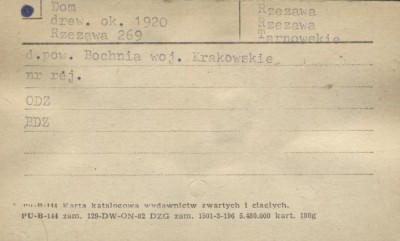 Dom
drew. ok. 1920
Rzezawa 269
Rzezawa
Rzezawa
Tarnowskie
d.pow. Bochnia woj. Krakowskie
nr rej.
ODZ
BDZ
PU-B-144 Karta katalogowa wydawnictw zwartych i ciągłych.
PU-B-144 zam. 129-DW-ON-82 DZG zam. 1501-3-196 5.480.000 kart. 180g